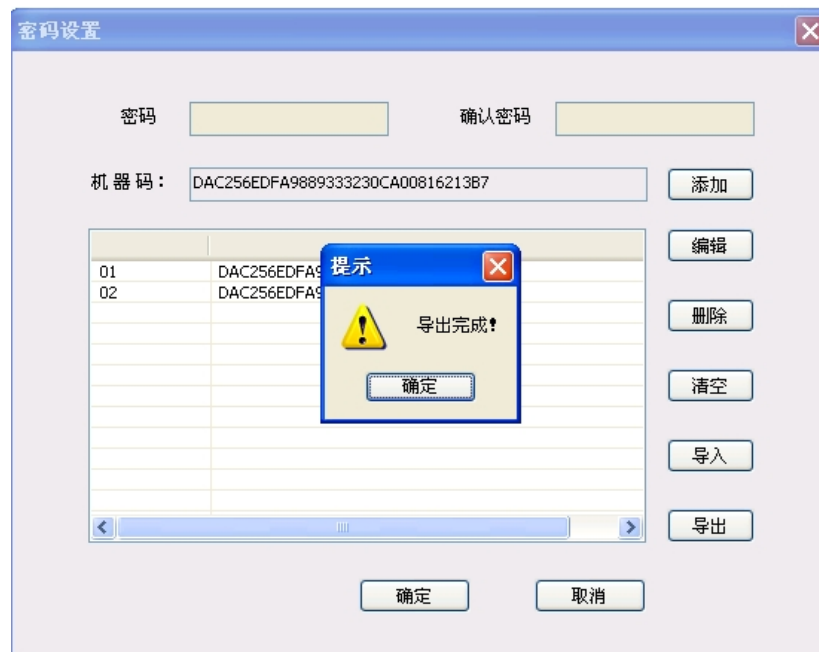 密码设置
密码
确认密码
机器码：
DAC256EDFA9889333230CA00816213B7
添加
编辑
01 DAC256EDFA9
02 DAC256EDFA9
提示
导出完成!
确定
删除
清空
导入
导出
确定
取消